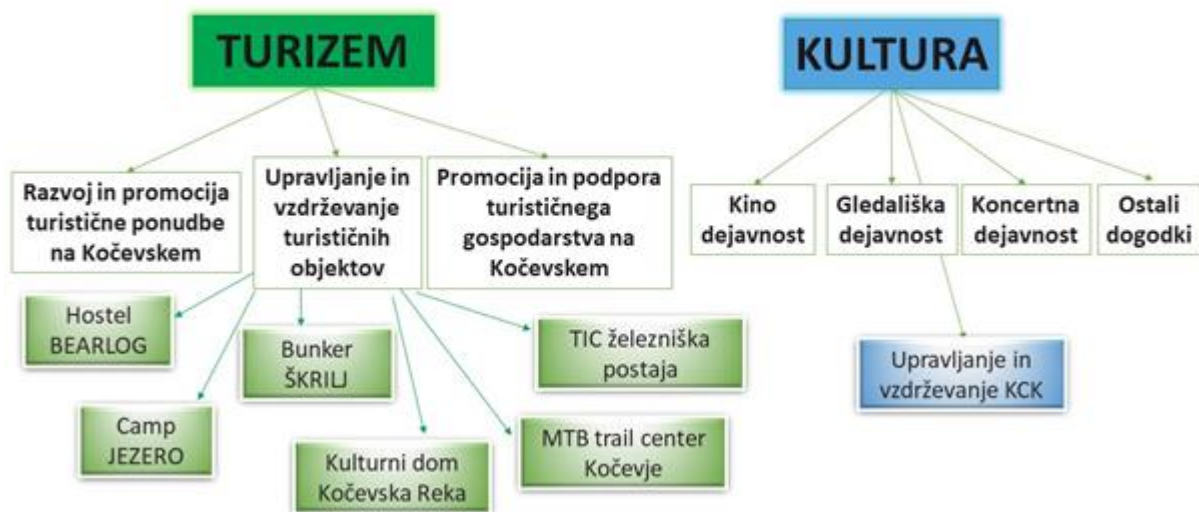 TURIZEM
KULTURA
Razvoj in promocija
turistične ponudbe
na Kočevskem
Upravljanje in
vzdrževanje
turističnih
objektov
Promocija in podpora
turističnega
gospodarstva na
Kočevskem
Kino
dejavnost
Gledališka
dejavnost
Koncertna
dejavnost
Ostali
dogodki
Hostel
BEARLOG
Bunker
ŠKRILJ
TIC železniška
postaja
Upravljanje in
vzdrževanje KCK
Camp
JEZERO
Kulturni dom
Kočevska Reka
MTB trail center
Kočevje